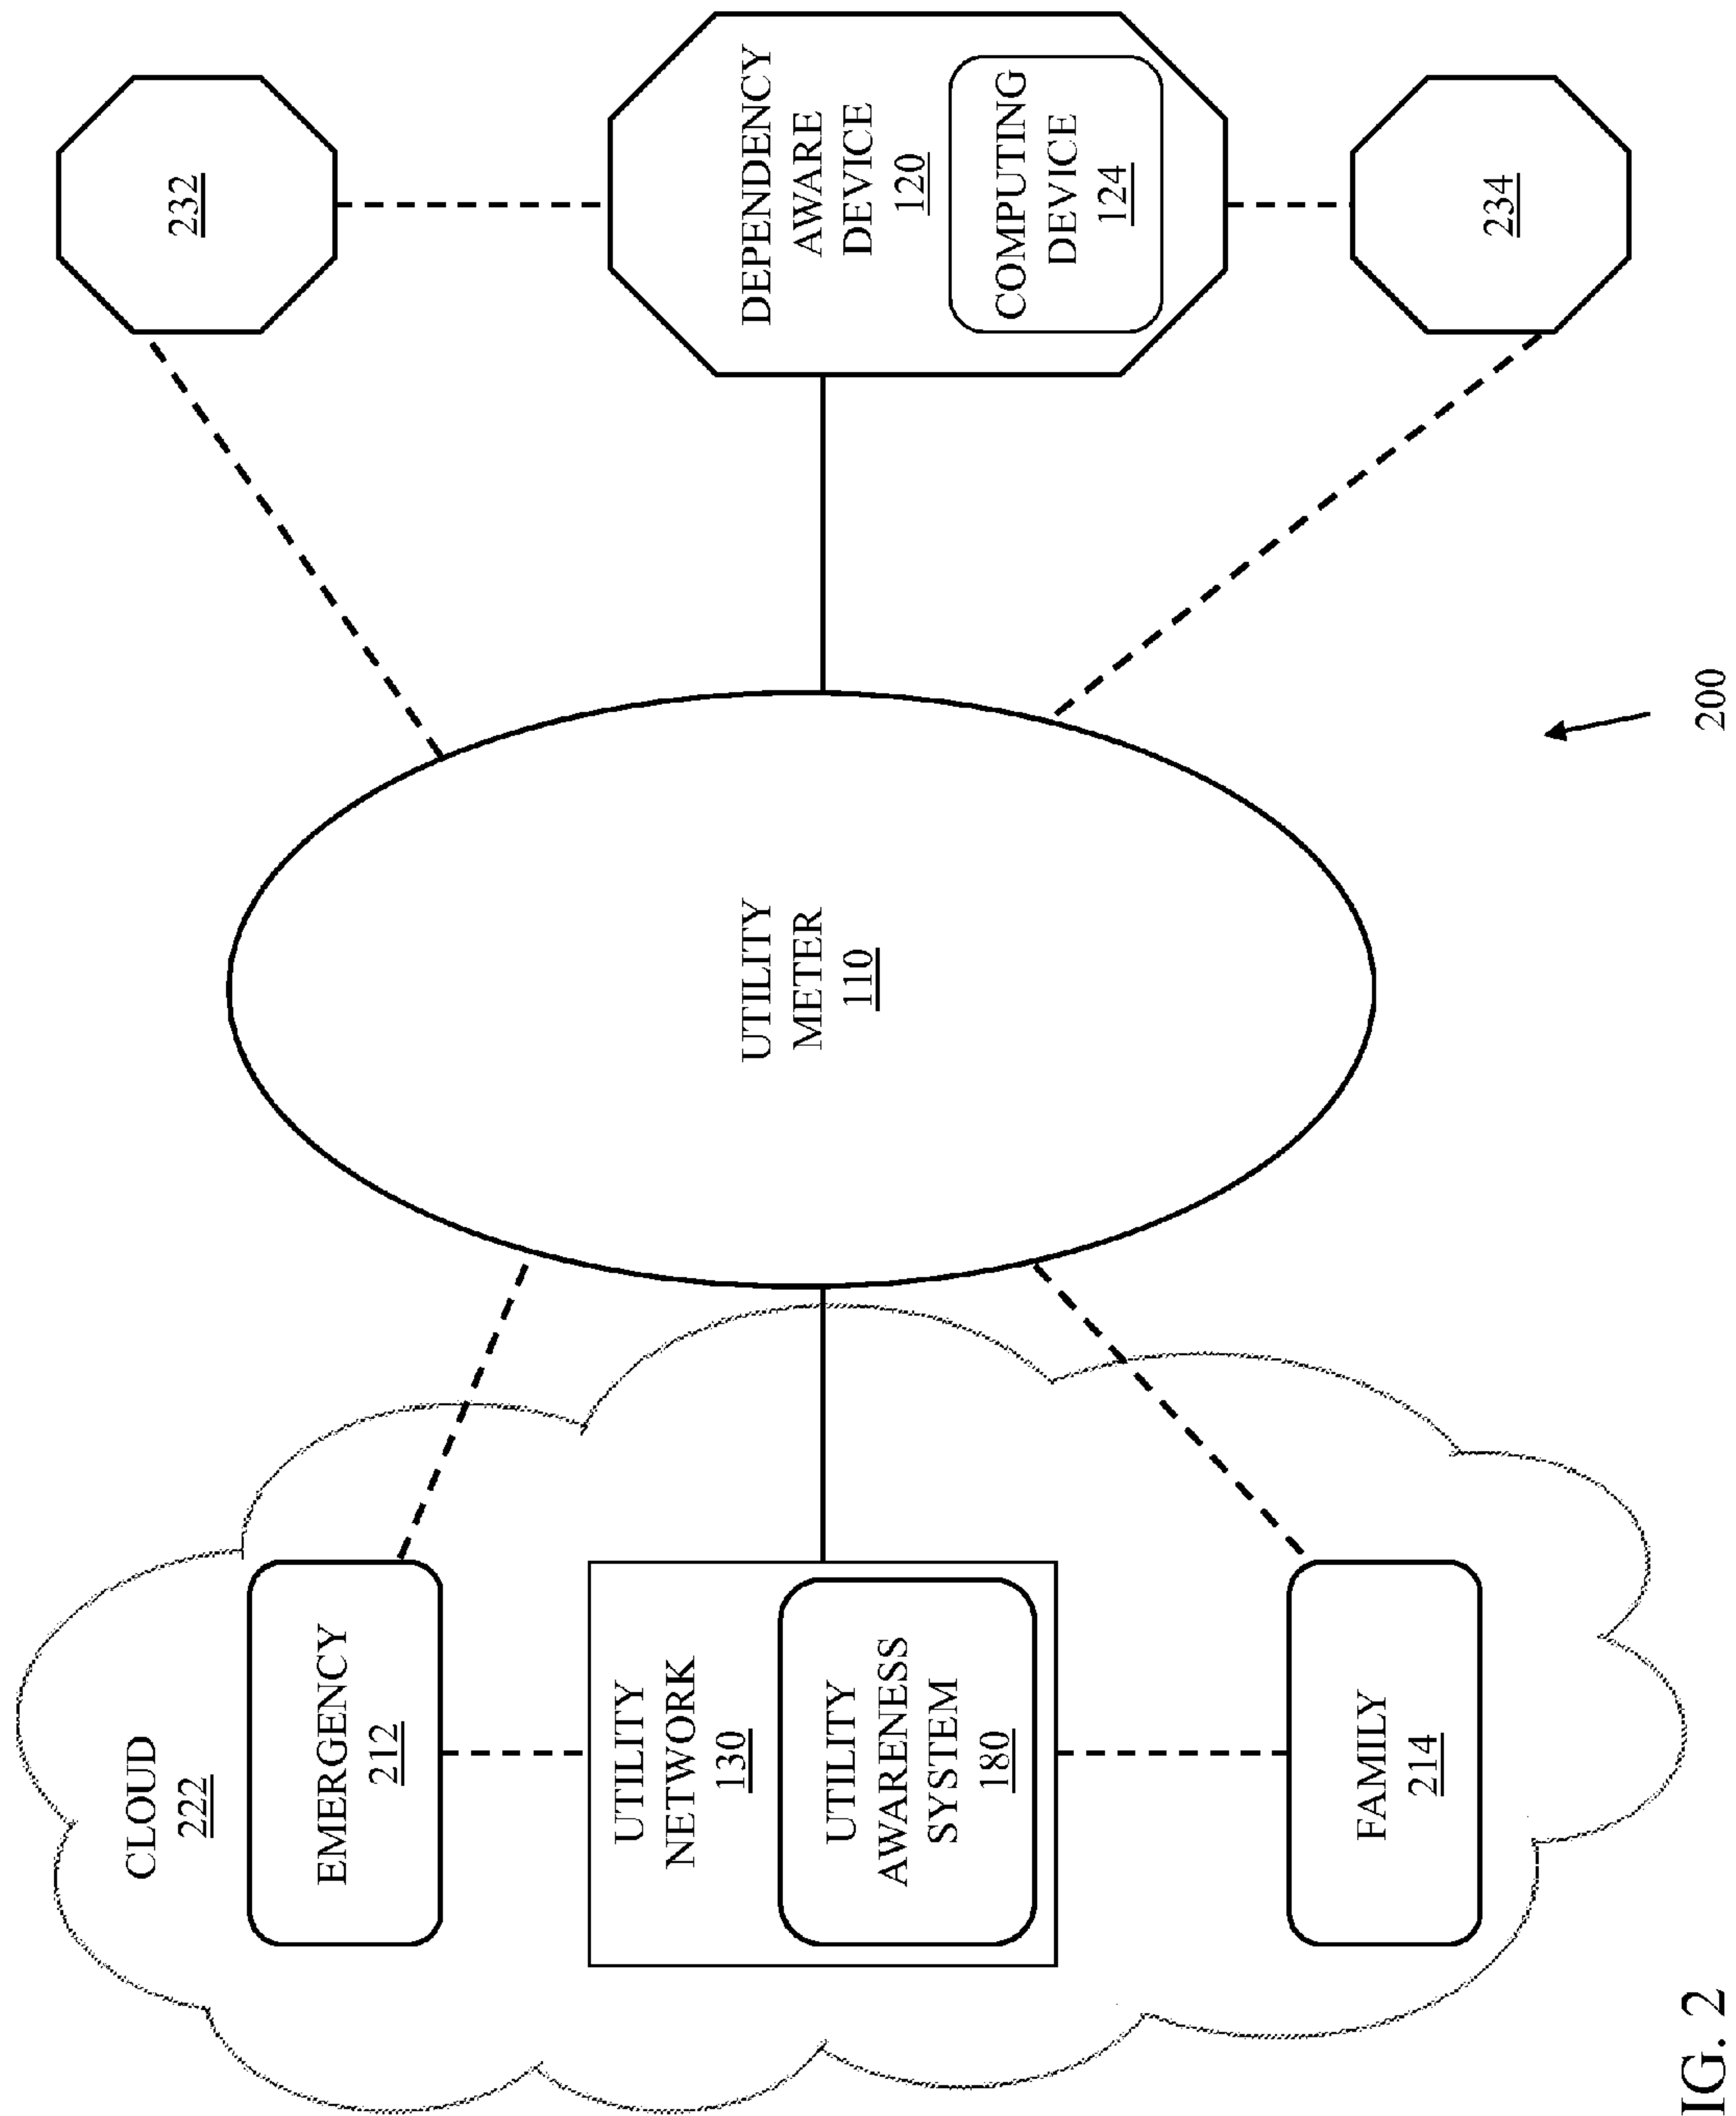 CLOUD
222
EMERGENCY
212
UTILITY
NETWORK
130
UTILITY
AWARENESS
SYSTEM
180
FAMILY
214
UTILITY
METER
110
232
DEPENDENCY
AWARE
DEVICE
120
COMPUTING
DEVICE
124
234
200
IG. 2